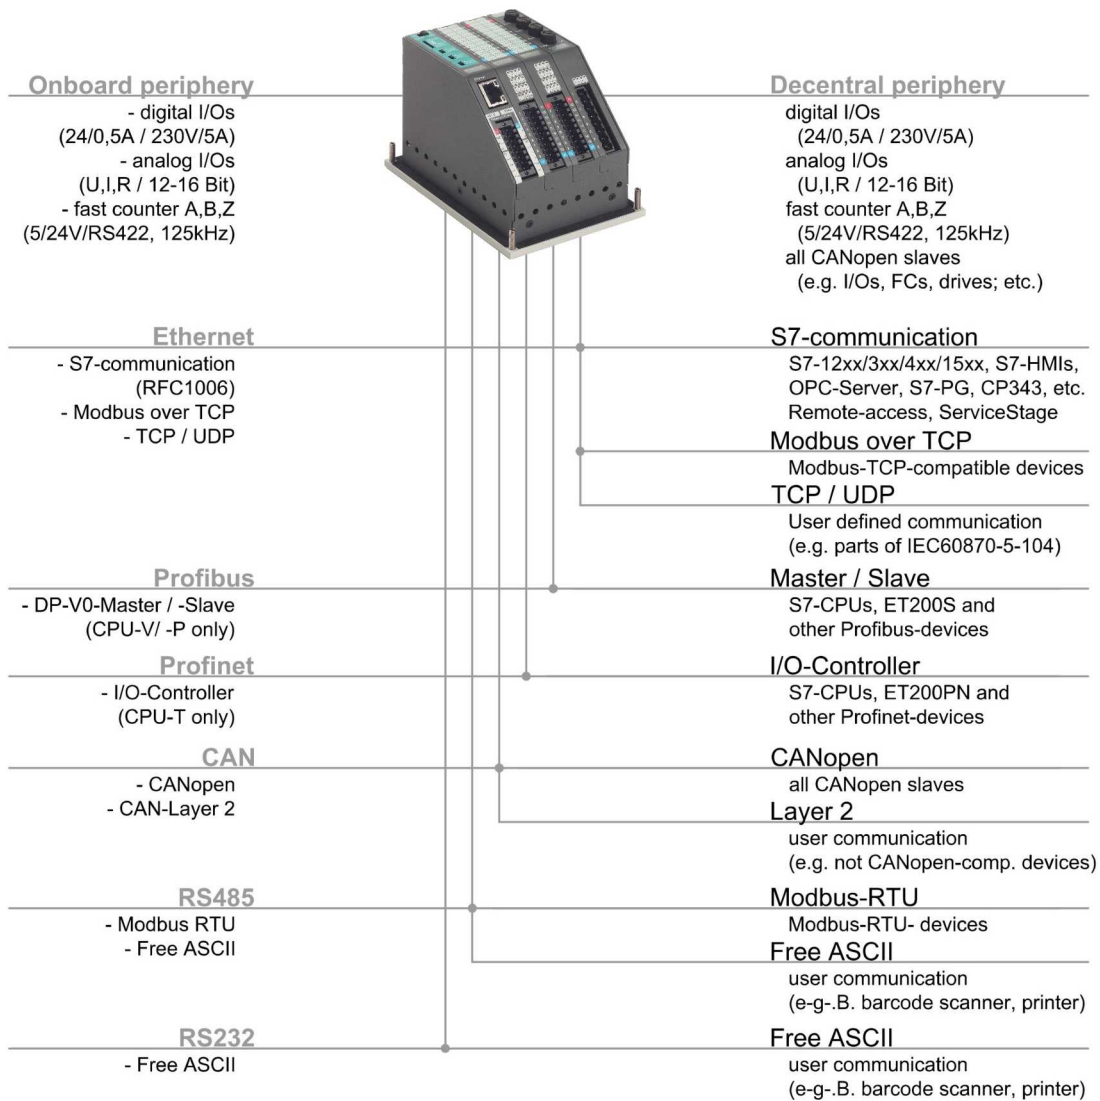 Onboard periphery
- digital I/Os
(24/0,5A / 230V/5A)
- analog I/Os
(U,I,R / 12-16 Bit)
- fast counter A,B,Z
(5/24V/RS422, 125kHz)
Decentral periphery
digital I/Os
(24/0,5A / 230V/5A)
analog I/Os
(U,I,R / 12-16 Bit)
fast counter A,B,Z
(5/24V/RS422, 125kHz)
all CANopen slaves
(e.g. I/Os, FCs, drives; etc.)
Ethernet
- S7-communication
(RFC1006)
- Modbus over TCP
- TCP / UDP
S7-communication
S7-12xx/3xx/4xx/15xx, S7-HMIs,
OPC-Server, S7-PG, CP343, etc.
Remote-access, ServiceStage
Modbus over TCP
Modbus-TCP-compatible devices
TCP / UDP
User defined communication
(e.g. parts of IEC60870-5-104)
Profibus
- DP-V0-Master / -Slave
(CPU-V/ -P only)
Master / Slave
S7-CPUs, ET200S and
other Profibus-devices
Profinet
- I/O-Controller
(CPU-T only)
I/O-Controller
S7-CPUs, ET200PN and
other Profinet-devices
CAN
- CANopen
- CAN-Layer 2
CANopen
all CANopen slaves
Layer 2
user communication
(e.g. not CANopen-comp. devices)
RS485
- Modbus RTU
- Free ASCII
Modbus-RTU
Modbus-RTU- devices
Free ASCII
user communication
(e-g-.B. barcode scanner, printer)
RS232
- Free ASCII
Free ASCII
user communication
(e-g-.B. barcode scanner, printer)